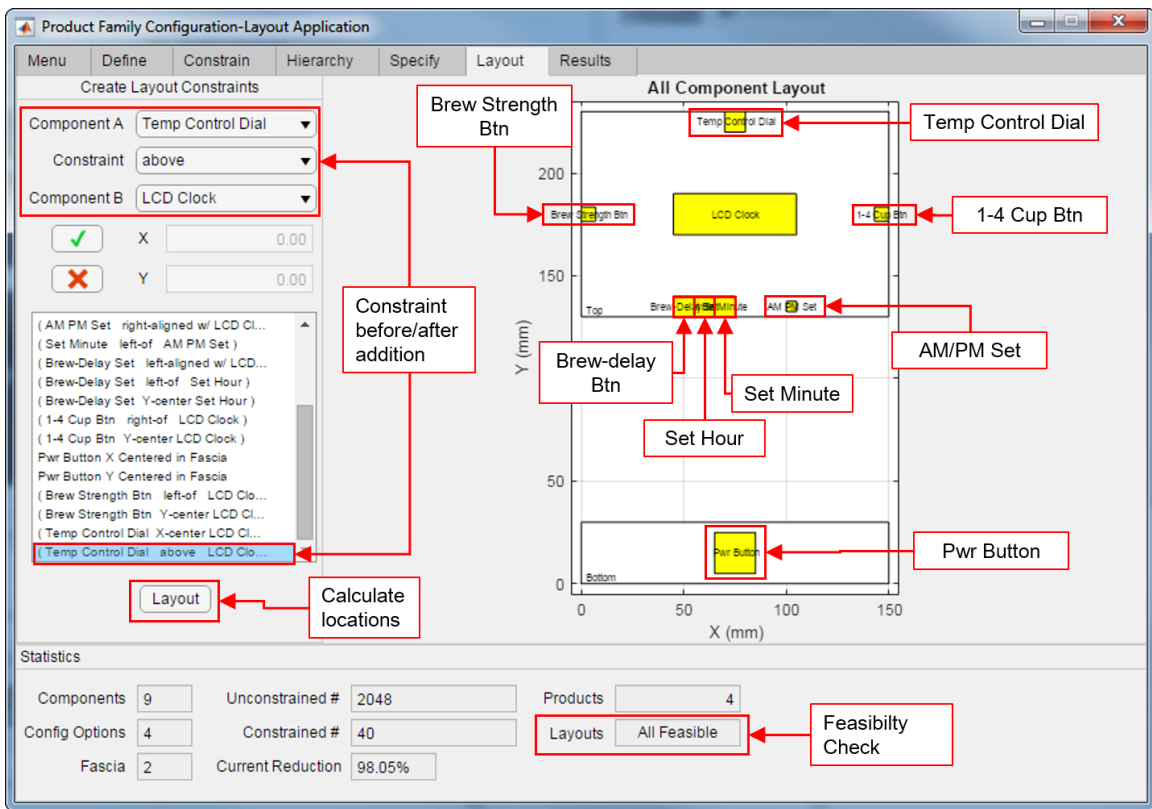 Product Family Configuration-Layout Application
Menu Define Constrain Hierarchy Specify Layout Results
Create Layout Constraints
Component A Temp Control Dial
Constraint above
Component B LCD Clock
X 0.00
Y 0.00
( AM PM Set right-aligned w/ LCD Cl...
( Set Minute left-of AM PM Set )
( Brew-Delay Set left-aligned w/ LCD...
( Brew-Delay Set left-of Set Hour )
( Brew-Delay Set Y-center Set Hour )
( 1-4 Cup Btn right-of LCD Clock )
( 1-4 Cup Btn Y-center LCD Clock )
Pwr Button X Centered in Fascia
Pwr Button Y Centered in Fascia
( Brew Strength Btn left-of LCD Clo...
( Brew Strength Btn Y-center LCD Cl...
( Temp Control Dial X-center LCD Cl...
( Temp Control Dial above LCD Clo...
Layout
Constraint
before/after
addition
Calculate
locations
All Component Layout
Brew Strength
Btn
Temp Control Dial
Temp Control Dial
200
Brew Strength Btn
LCD Clock
1-4 Cup Btn
1-4 Cup Btn
150
Top
Brew-Delay
Minute
AM PM Set
AM/PM Set
Brew-delay
Btn
Set Minute
Set Hour
Y (mm)
50
Pwr Button
Pwr Button
Bottom
0
0 50 100 150
X (mm)
Statistics
Components 9 Unconstrained # 2048 Products 4
Config Options 4 Constrained # 40 Layouts All Feasible
Fascia 2 Current Reduction 98.05%
Feasibilty
Check